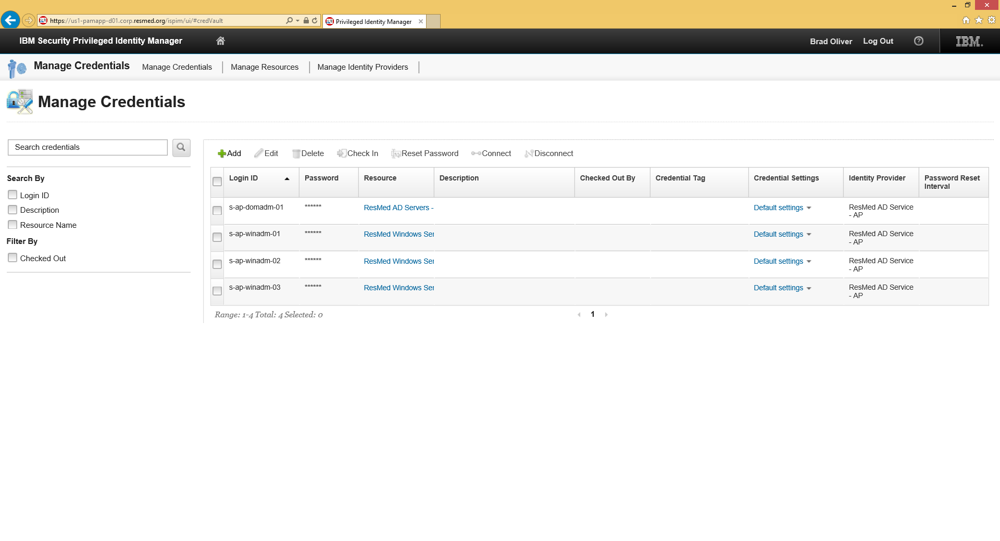 https://us1-pamapp-d01.corp.resmed.org/ispim/ui/#credVault
Privileged Identity Manager
IBM Security Privileged Identity Manager
Brad Oliver
Log Out
IBM.
Manage Credentials
Manage Credentials
Manage Resources
Manage Identity Providers
Manage Credentials
Search credentials
Search By
Login ID
Description
Resource Name
Filter By
Checked Out
Add
Edit
Delete
Check In
Reset Password
Connect
Disconnect
Login ID Password Resource Description Checked Out By Credential Tag Credential Settings Identity Provider Password Reset
Interval
s-ap-domadm-01 ****** ResMed AD Servers - Default settings ResMed AD Service
- AP
s-ap-winadm-01 ****** ResMed Windows Ser Default settings ResMed AD Service
- AP
s-ap-winadm-02 ****** ResMed Windows Ser Default settings ResMed AD Service
- AP
s-ap-winadm-03 ****** ResMed Windows Ser Default settings ResMed AD Service
- AP
Range: 1-4 Total: 4 Selected: 0
1